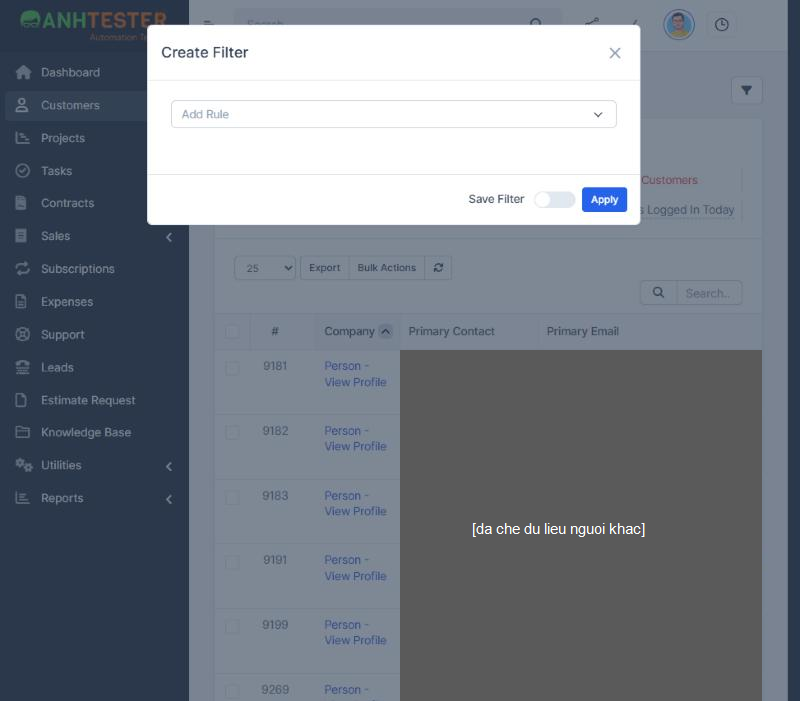 ANHTESTER
Automation Te
Search
Create Filter
Add Rule
Save Filter
Apply
Dashboard
Customers
Projects
Tasks
Contracts
Sales
Subscriptions
Expenses
Support
Leads
Estimate Request
Knowledge Base
Utilities
Reports
Customers
s Logged In Today
25
Export
Bulk Actions
Search..
# Company Primary Contact Primary Email
9181 Person -
View Profile
9182 Person -
View Profile
9183 Person -
View Profile
9191 Person -
View Profile
9199 Person -
View Profile
9269 Person -
[da che du lieu nguoi khac]